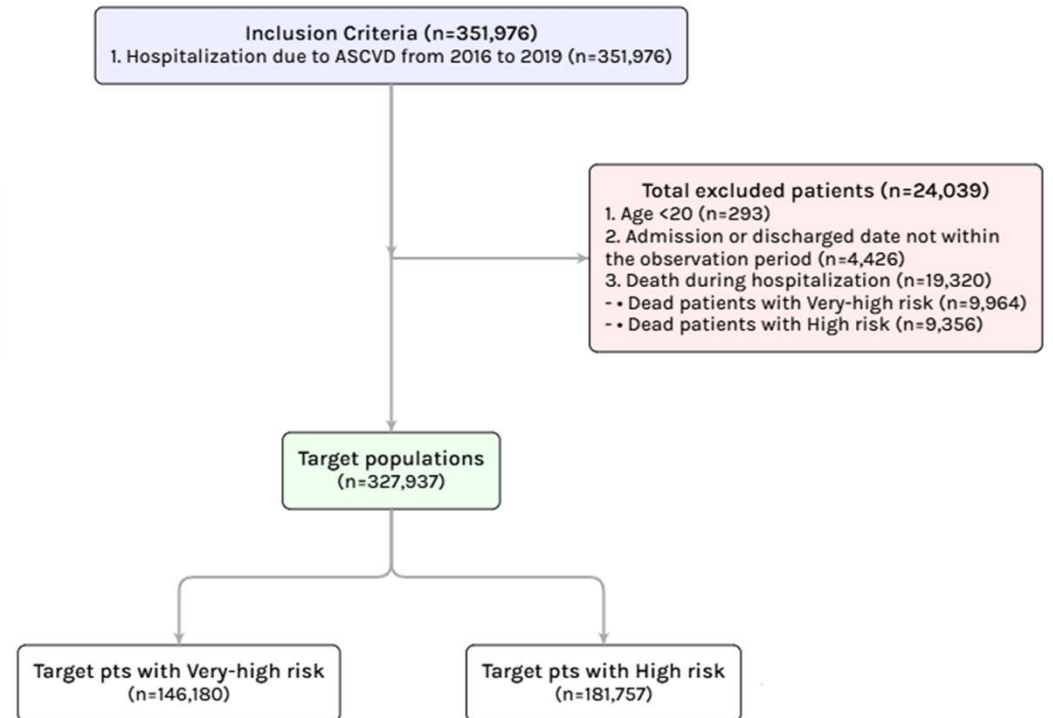 Inclusion Criteria (n=351,976)
1. Hospitalization due to ASCVD from 2016 to 2019 (n=351,976)
Total excluded patients (n=24,039)
1. Age <20 (n=293)
2. Admission or discharged date not within
the observation period (n=4,426)
3. Death during hospitalization (n=19,320)
-• Dead patients with Very-high risk (n=9,964)
-• Dead patients with High risk (n=9,356)
Target populations
(n=327,937)
Target pts with Very-high risk
(n=146,180)
Target pts with High risk
(n=181,757)